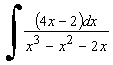 ∫ (4x − 2)dx / x³ − x² − 2x